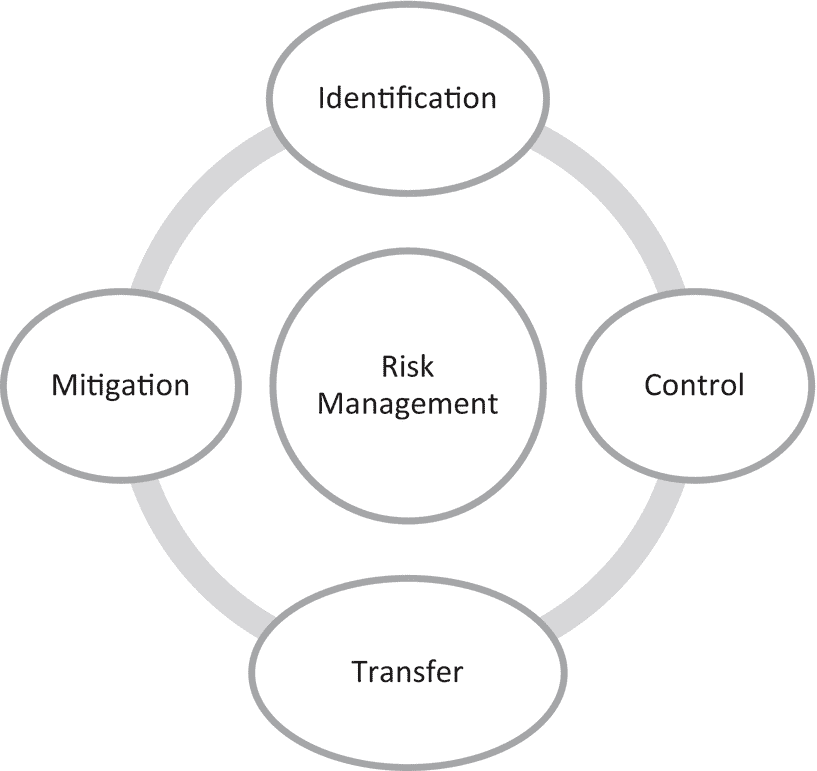 Identification
Mitigation
Risk
Management
Control
Transfer